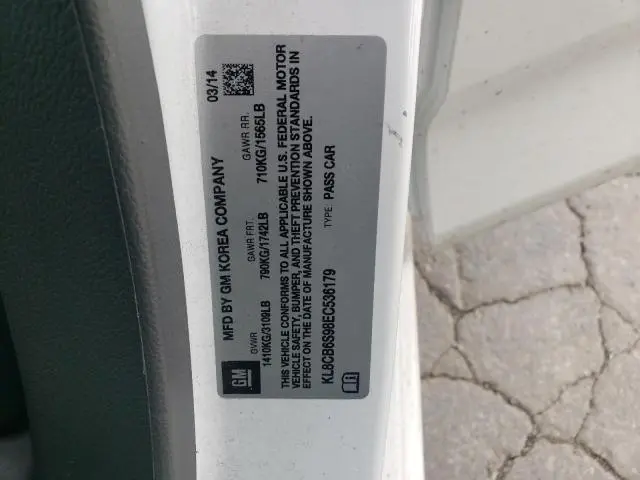 GM
MFD BY GM KOREA COMPANY 03/14
GVWR GAWR FRT. GAWR RR.
1410KG/3109LB 790KG/1742LB 710KG/1565LB
THIS VEHICLE CONFORMS TO ALL APPLICABLE U.S. FEDERAL MOTOR
VEHICLE SAFETY, BUMPER, AND THEFT PREVENTION STANDARDS IN
EFFECT ON THE DATE OF MANUFACTURE SHOWN ABOVE.
KL8CB6S98EC536179 TYPE: PASS CAR